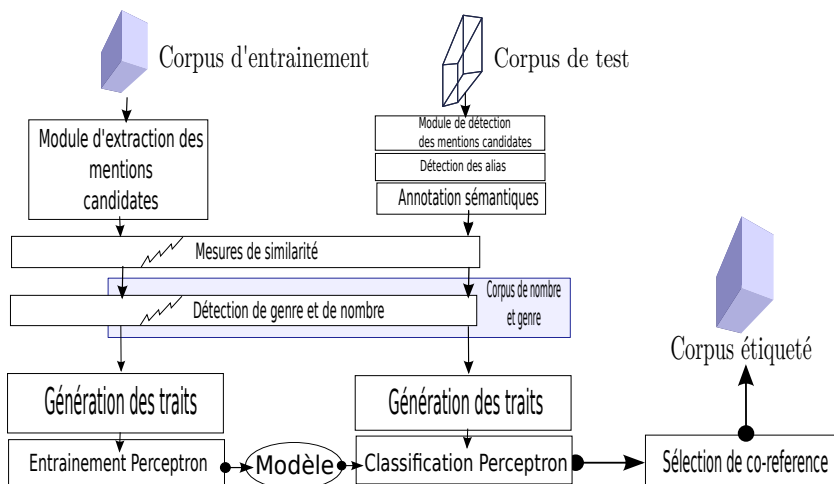 Corpus d'entrainement
Corpus de test
Module d'extraction des
mentions
candidates
Module de détection
des mentions candidates
Détection des alias
Annotation sémantiques
Mesures de similarité
Corpus de nombre
et genre
Détection de genre et de nombre
Corpus étiqueté
Génération des traits
Génération des traits
Entrainement Perceptron
Modèle
Classification Perceptron
Sélection de co-reference